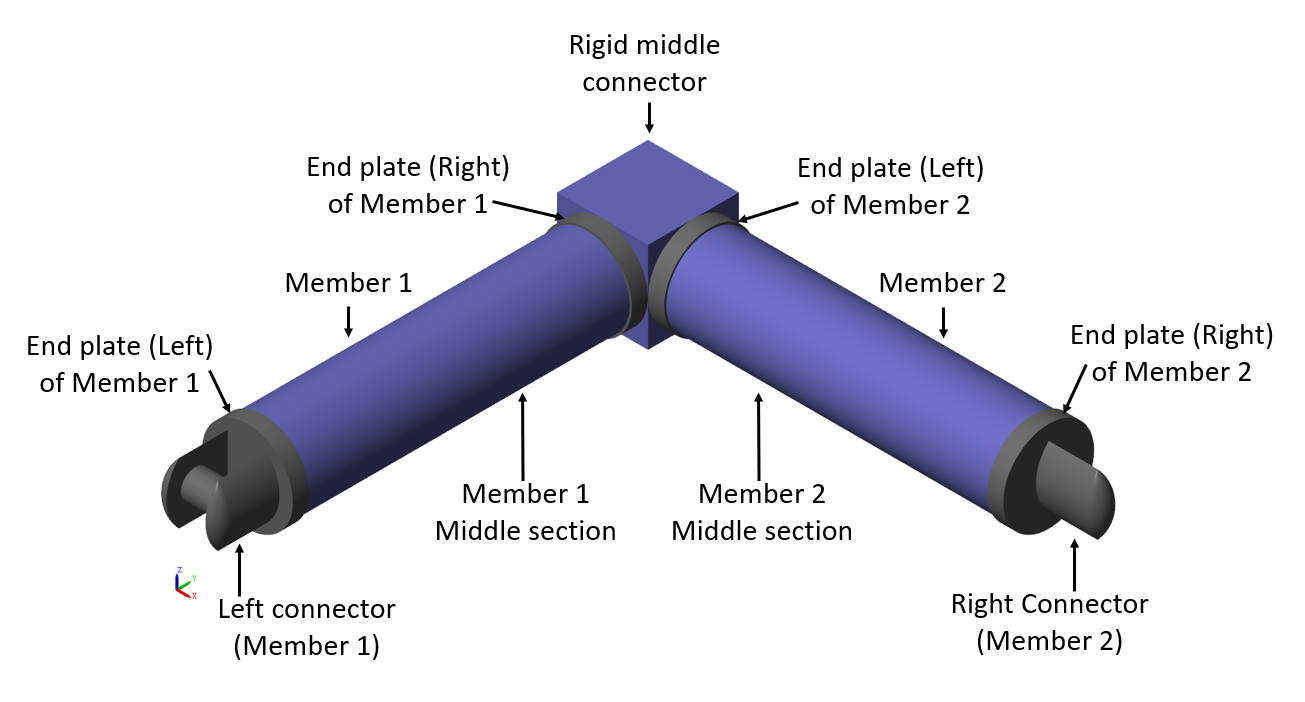 Rigid middle
connector
End plate (Right)
of Member 1
End plate (Left)
of Member 2
Member 1
Member 2
End plate (Left)
of Member 1
End plate (Right)
of Member 2
Member 1
Middle section
Member 2
Middle section
z
y
x
Left connector
(Member 1)
Right Connector
(Member 2)